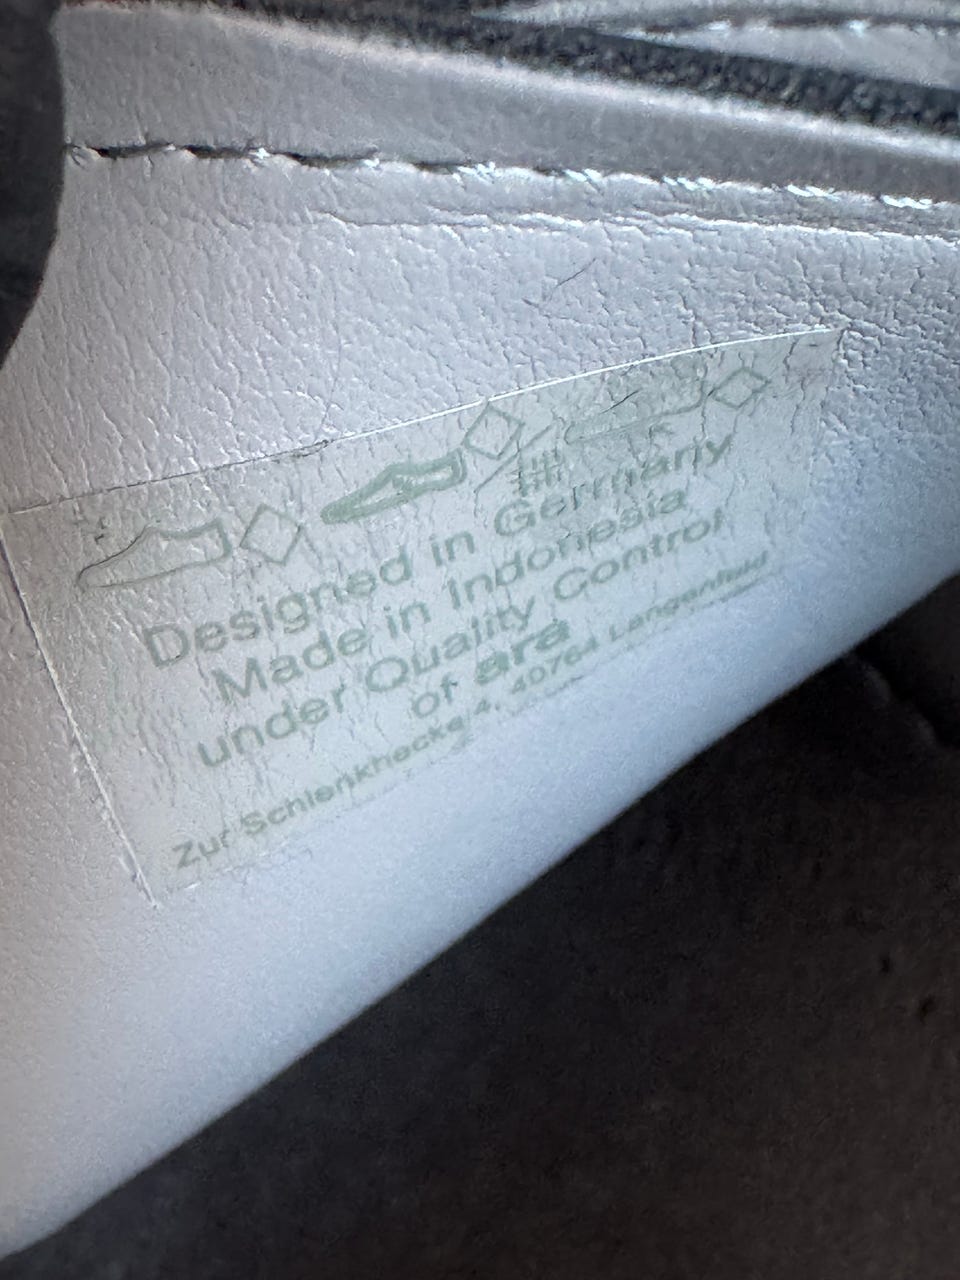 Designed in Germany
Made in Indonesia
under Quality Control
of ara
Zur Schlenkhecke 4, 40764 Langenfeld